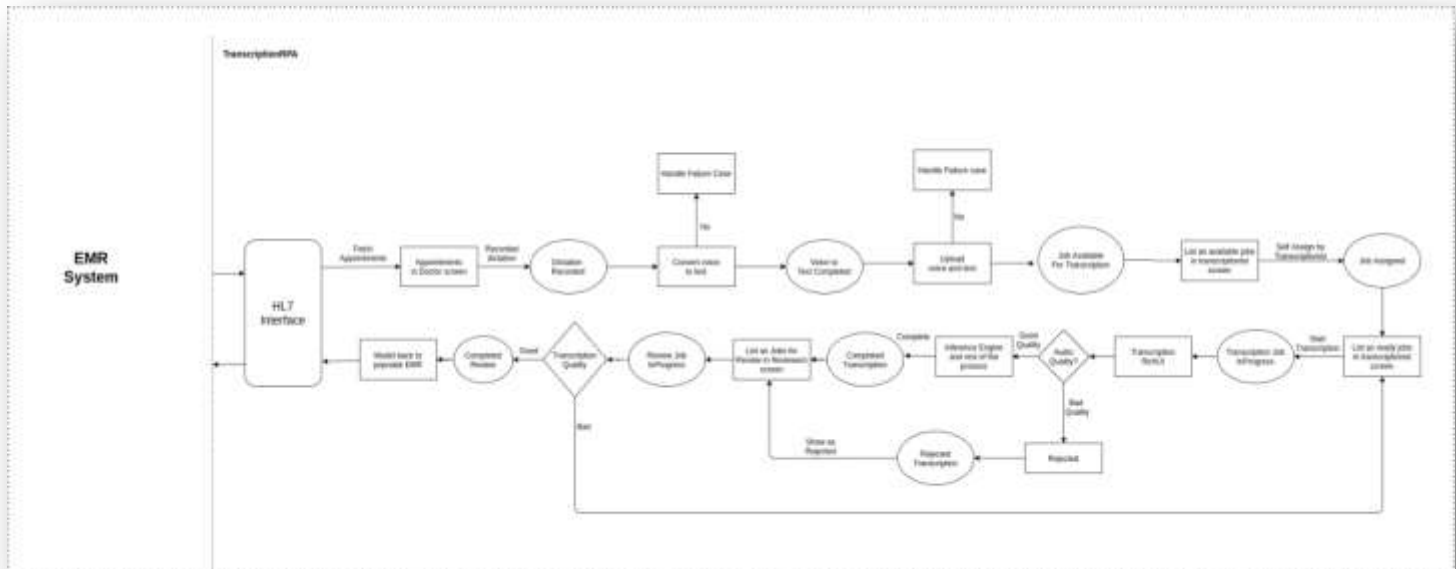 TranscriptionRPA
Handle Failure Case
Handle Failure case
No
No
EMR
System
HL7
Interface
Fetch
Appointments
Appointments
in Doctor screen
Recorded
dictation
Dictation
Recorded
Convert voice
to text
Voice to
Text Completed
Upload
voice and text
Job Available
For Transcription
List as available jobs
in transcriptionist
screen
Self Assign by
Transcriptionist
Job Assigned
Model back to
populate EMR
Completed
Review
Good
Transcription
Quality
Review Job
InProgress
List as Jobs for
Review in Reviewers
screen
Completed
Transcription
Complete
Inference Engine
and rest of the
process
Good
Quality
Audio
Quality?
Transcription
Transcription Job
InProgress
Start
Transcription
List as ready jobs
in transcriptionist
screen
Bad
Bad
Quality
Show as
Rejected
Rejected
Transcription
Rejected